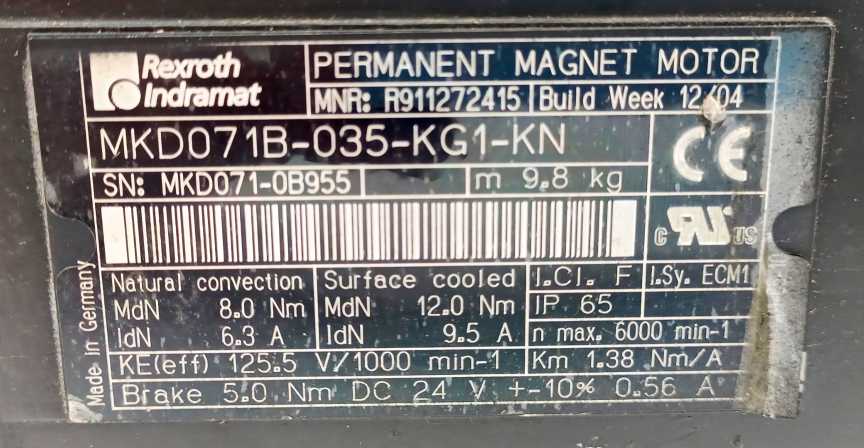 Rexroth
Indramat
PERMANENT MAGNET MOTOR
MNR: R911272415 Build Week 12/04
MKD071B-035-KG1-KN
CE
SN: MKD071-0B955 m 9.8 kg
c RU US
Natural convection Surface cooled I.Cl. F I.Sy. ECM1
MdN 8.0 Nm MdN 12.0 Nm IP 65
IdN 6.3 A IdN 9.5 A n max. 6000 min-1
KE(eff) 125.5 V/1000 min-1 Km 1.38 Nm/A
Brake 5.0 Nm DC 24 V +-10% 0.56 A
Made in Germany